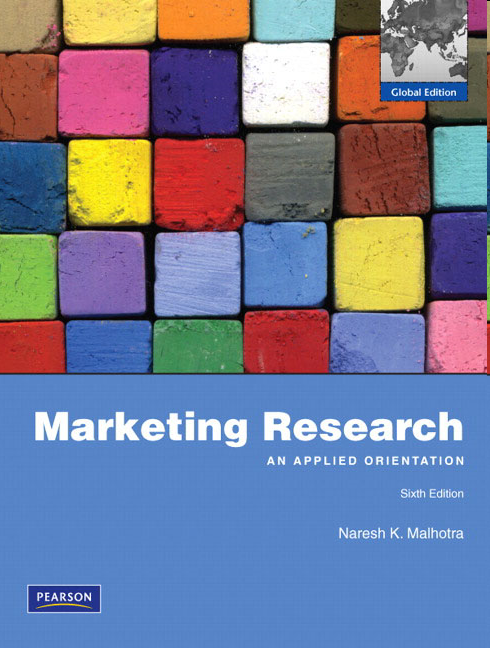 Global Edition
Marketing Research
AN APPLIED ORIENTATION
Sixth Edition
Naresh K. Malhotra
PEARSON